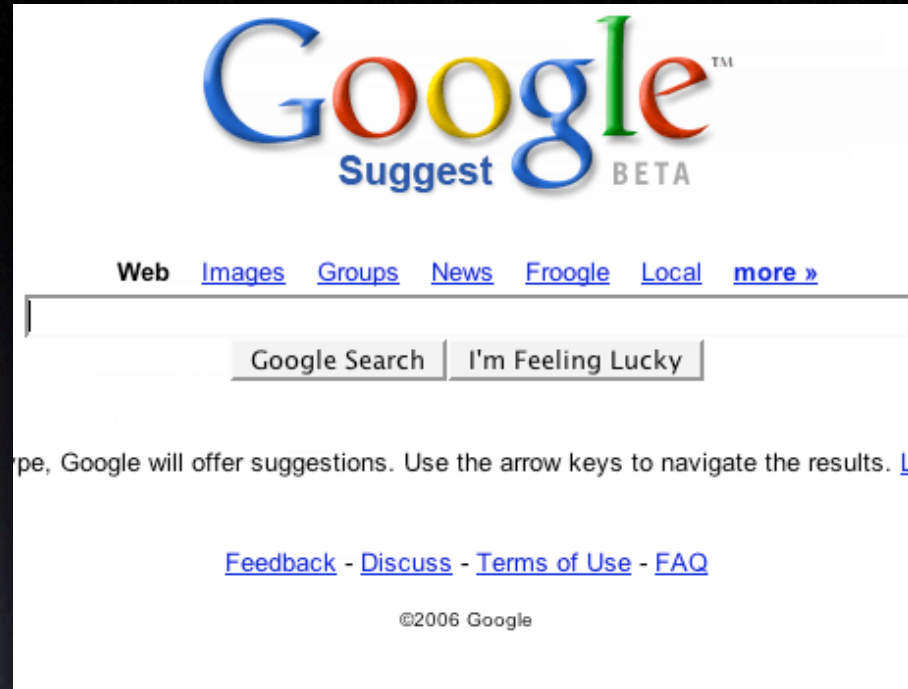 Google™
Suggest BETA
Web Images Groups News Froogle Local more »
Google Search I'm Feeling Lucky
ype, Google will offer suggestions. Use the arrow keys to navigate the results. L
Feedback - Discuss - Terms of Use - FAQ
©2006 Google